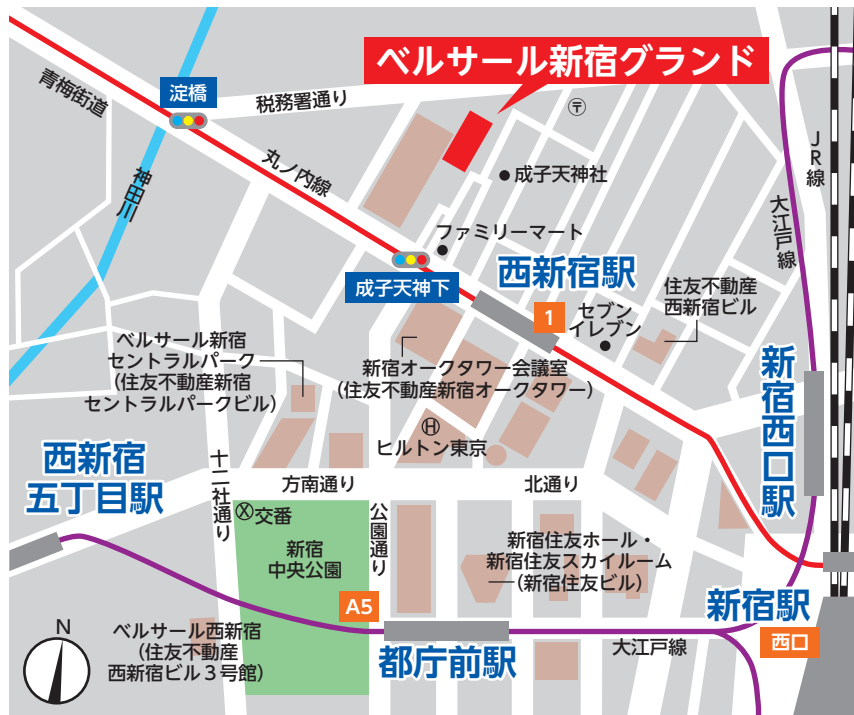 ベルサール新宿グランド
淀橋
青梅街道
税務署通り
〒
JR線
神田川
丸ノ内線
成子天神社
大江戸線
ファミリーマート
西新宿駅
成子天神下
1
セブン
イレブン
住友不動産
西新宿ビル
ベルサール新宿
セントラルパーク
(住友不動産新宿
セントラルパークビル)
新宿オークタワー会議室
(住友不動産新宿オークタワー)
新宿西口駅
H
ヒルトン東京
西新宿
五丁目駅
十二社通り
方南通り
北通り
X交番
公園通り
新宿
中央公園
新宿住友ホール・
新宿住友スカイルーム
(新宿住友ビル)
A5
新宿駅
西口
N
ベルサール西新宿
(住友不動産
西新宿ビル3号館)
都庁前駅
大江戸線